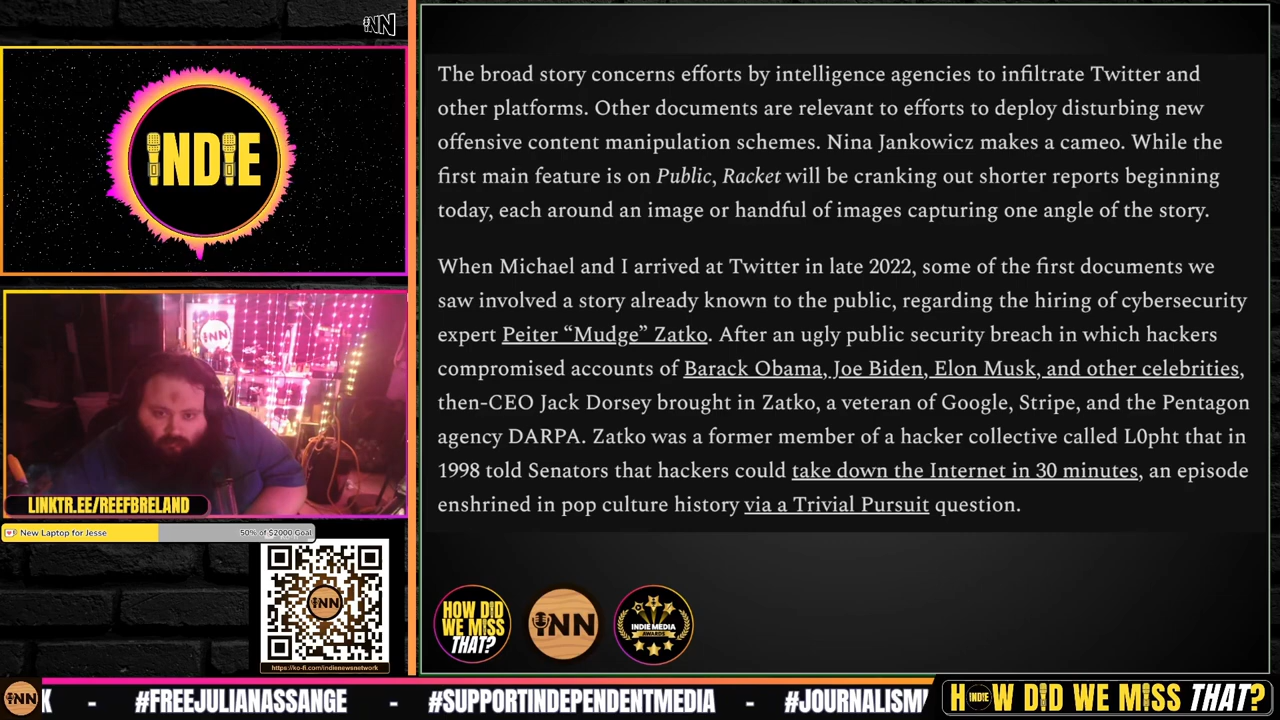 INN
INDIE
LINKTR.EE/REEFBRELAND
New Laptop for Jesse
50% of $2000 Goal
INN
https://ko-fi.com/indienewsnetwork
The broad story concerns efforts by intelligence agencies to infiltrate Twitter and
other platforms. Other documents are relevant to efforts to deploy disturbing new
offensive content manipulation schemes. Nina Jankowicz makes a cameo. While the
first main feature is on Public, Racket will be cranking out shorter reports beginning
today, each around an image or handful of images capturing one angle of the story.
When Michael and I arrived at Twitter in late 2022, some of the first documents we
saw involved a story already known to the public, regarding the hiring of cybersecurity
expert Peiter “Mudge” Zatko. After an ugly public security breach in which hackers
compromised accounts of Barack Obama, Joe Biden, Elon Musk, and other celebrities,
then-CEO Jack Dorsey brought in Zatko, a veteran of Google, Stripe, and the Pentagon
agency DARPA. Zatko was a former member of a hacker collective called L0pht that in
1998 told Senators that hackers could take down the Internet in 30 minutes, an episode
enshrined in pop culture history via a Trivial Pursuit question.
HOW DID
WE MISS
THAT?
INN
INDIE MEDIA
AWARDS
INN
K - #FREEJULIANASSANGE - #SUPPORTINDEPENDENTMEDIA - #JOURNALISM
HOW DID WE MISS THAT?
INDIE